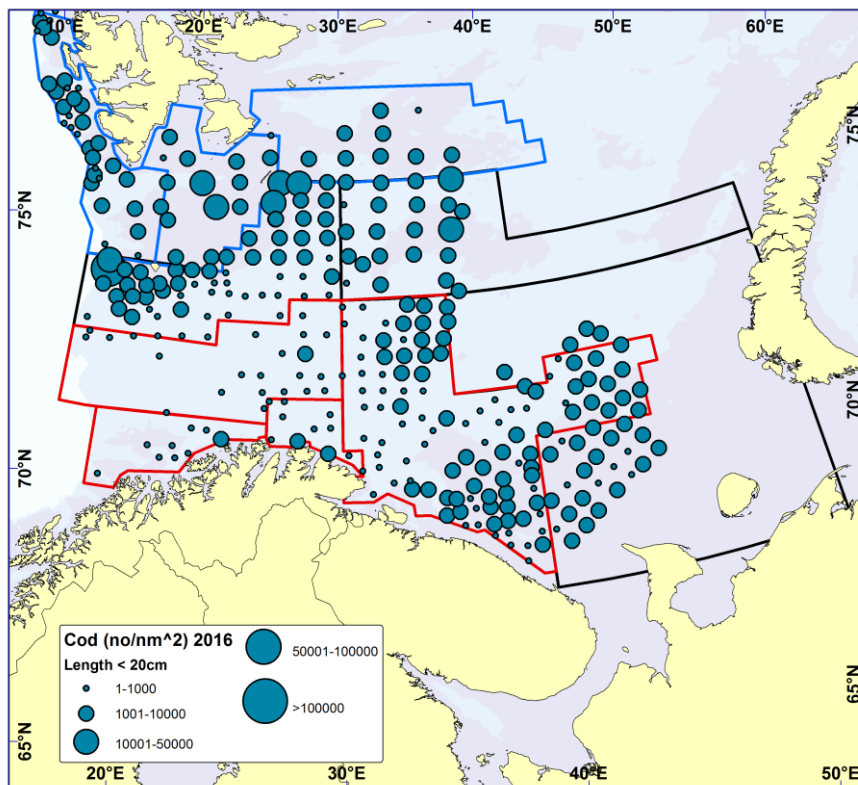 10°E 20°E 30°E 40°E 50°E 60°E
75°N
75°N
70°N
70°N
Cod (no/nm^2) 2016
Length < 20cm
1-1000
1001-10000
10001-50000
50001-100000
>100000
65°N
65°N
20°E 30°E 40°E 50°E